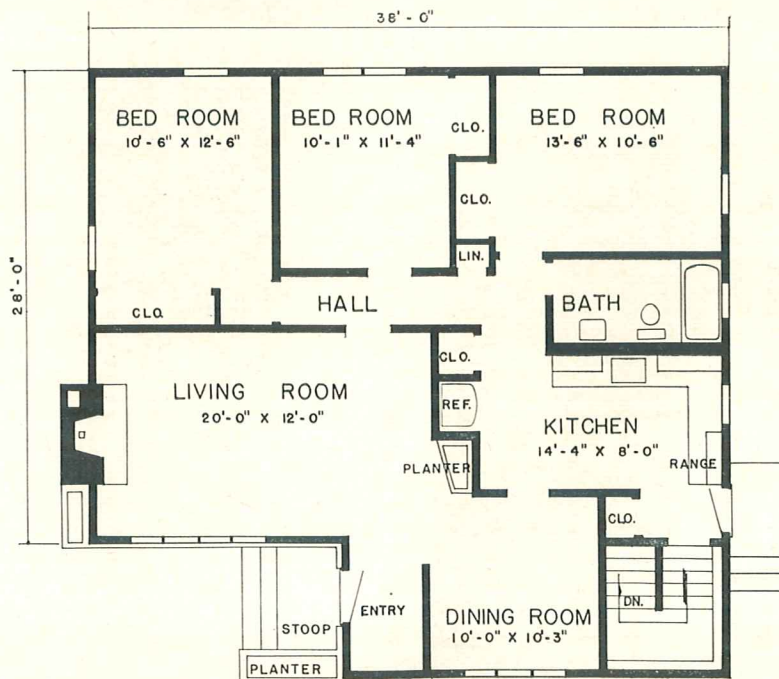 38'-0"
BED ROOM
10'-6" X 12'-6"
BED ROOM
10'-1" X 11'-4"
CLO.
BED ROOM
13'-6" X 10'-6"
CLO.
LIN.
28'-0"
CLO.
HALL
BATH
CLO.
LIVING ROOM
20'-0" X 12'-0"
REF.
KITCHEN
14'-4" X 8'-0"
PLANTER
RANGE
CLO.
DN.
ENTRY
DINING ROOM
10'-0" X 10'-3"
STOOP
PLANTER